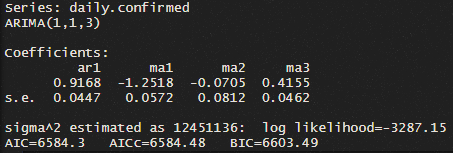 Series: daily.confirmed
ARIMA(1,1,3)

Coefficients:
         ar1      ma1      ma2     ma3
      0.9168  -1.2518  -0.0705  0.4155
s.e.  0.0447   0.0572   0.0812  0.0462

sigma^2 estimated as 12451136:  log likelihood=-3287.15
AIC=6584.3   AICc=6584.48   BIC=6603.49